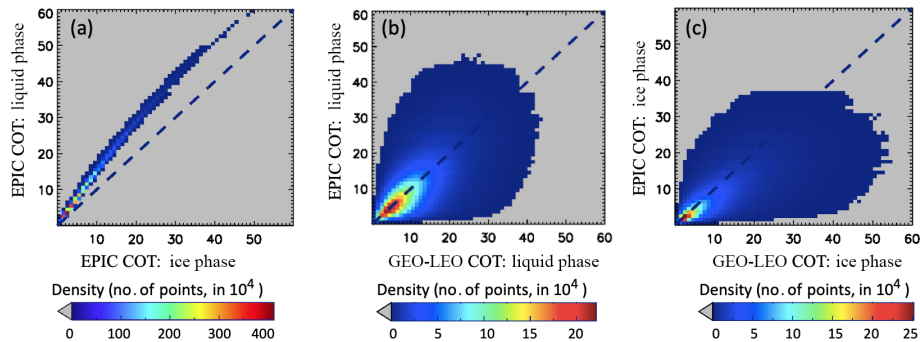 (a)
60
50
40
30
20
10
EPIC COT: liquid phase
10 20 30 40 50
EPIC COT: ice phase
Density (no. of points, in 10⁴ )
0 100 200 300 400
(b)
60
50
40
30
20
10
EPIC COT: liquid phase
10 20 30 40 50 60
GEO-LEO COT: liquid phase
Density (no. of points, in 10⁴ )
0 5 10 15 20
(c)
60
50
40
30
20
10
EPIC COT: ice phase
10 20 30 40 50 60
GEO-LEO COT: ice phase
Density (no. of points, in 10⁴ )
0 5 10 15 20 25